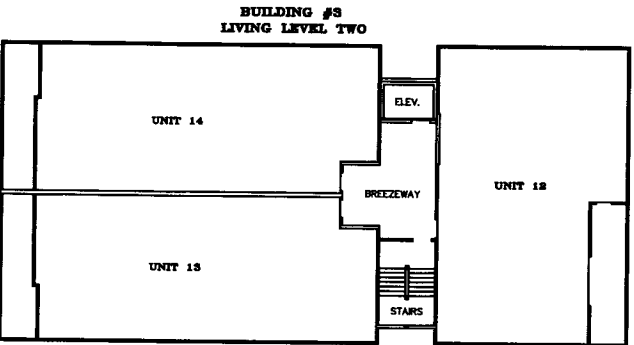 BUILDING #3
LIVING LEVEL TWO
ELEV.
UNIT 14
BREEZEWAY
UNIT 12
UNIT 13
STAIRS